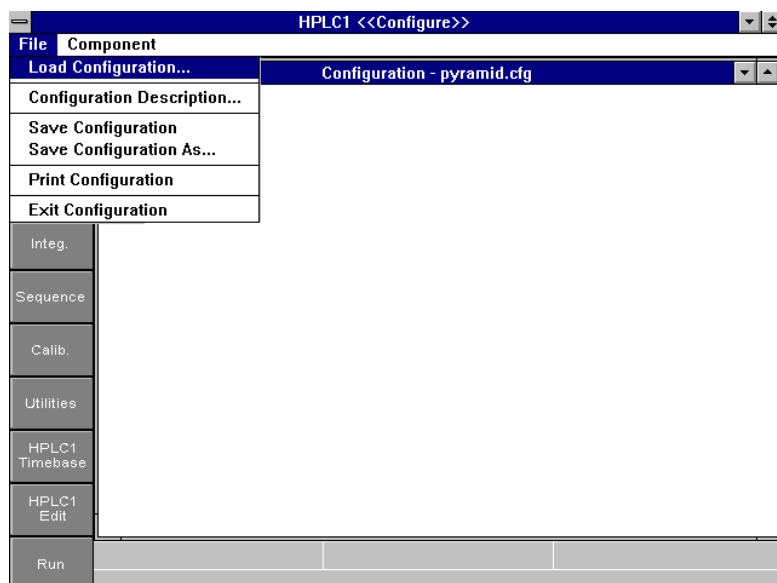 HPLC1 <<Configure>>
File Component
Load Configuration...
Configuration - pyramid.cfg
Configuration Description...
Save Configuration
Save Configuration As...
Print Configuration
Exit Configuration
Integ.
Sequence
Calib.
Utilities
HPLC1
Timebase
HPLC1
Edit
Run